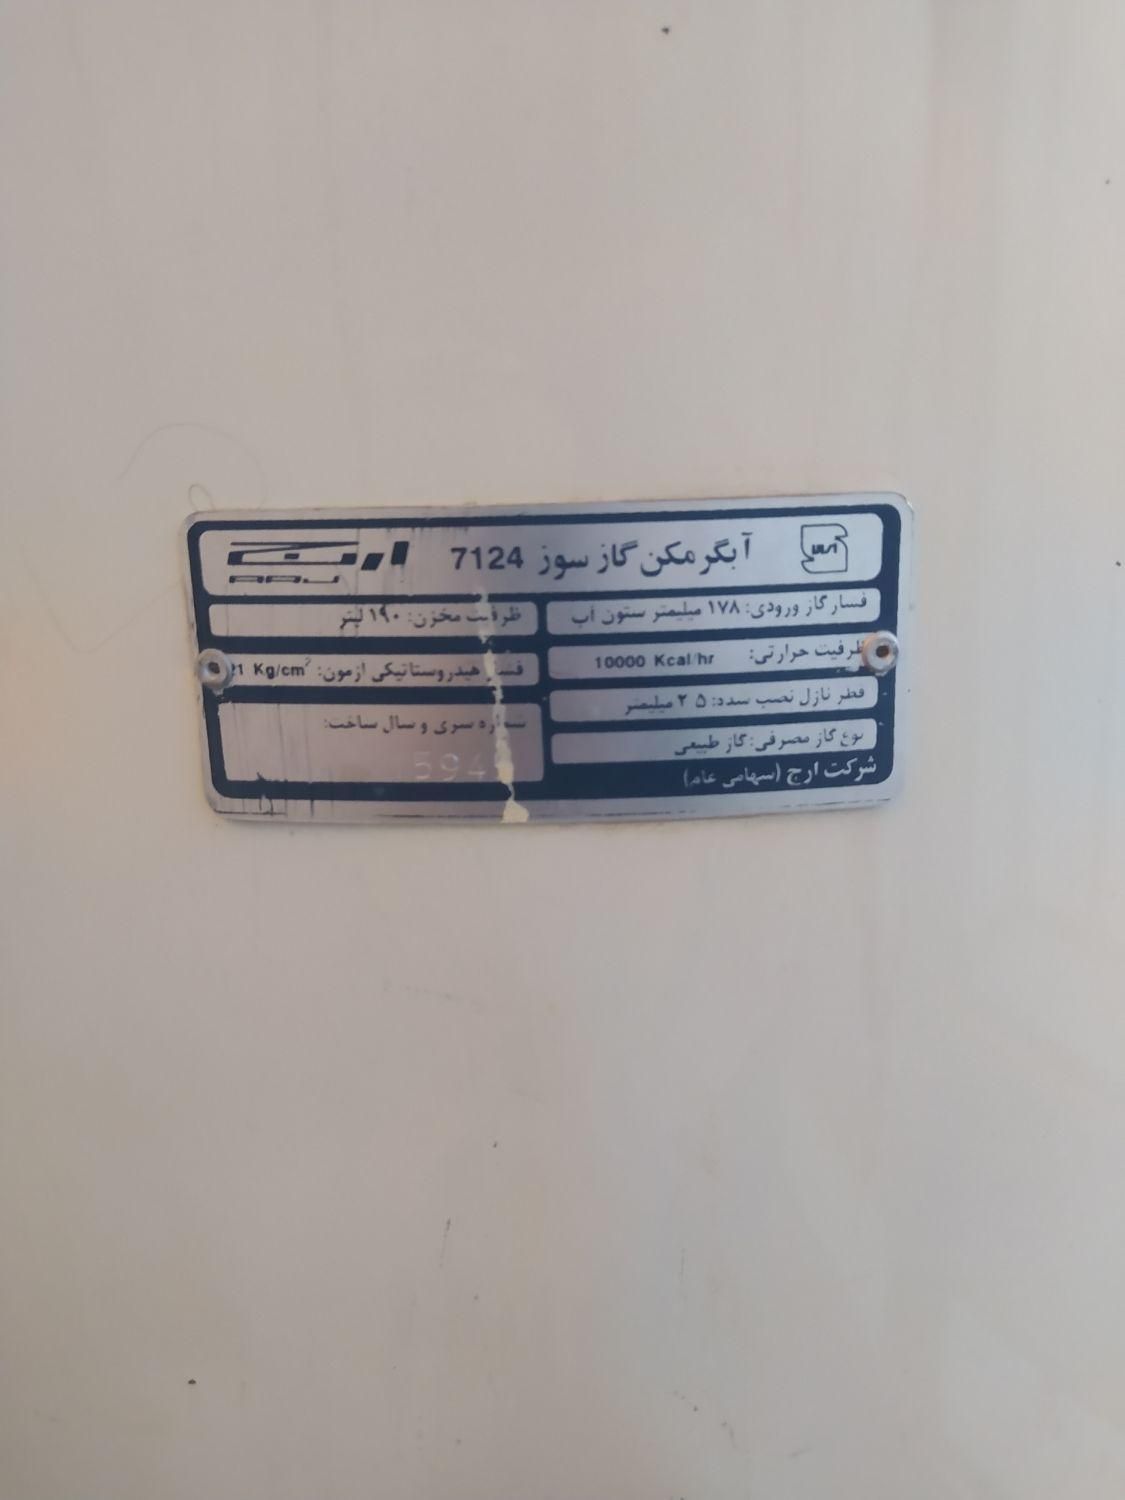 آبگرمکن گاز سوز 7124
ارج
ARJ
فشار گاز ورودی: ۱۷۸ میلیمتر ستون آب
ظرفیت مخزن: ۱۹۰ لیتر
ظرفیت حرارتی: 10000 Kcal/hr
فشار هیدروستاتیکی ازمون: 21 Kg/cm²
قطر نازل نصب شده: ۲.۵ میلیمتر
شماره سری و سال ساخت:
594
نوع گاز مصرفی: گاز طبیعی
شرکت ارج (سهامی عام)